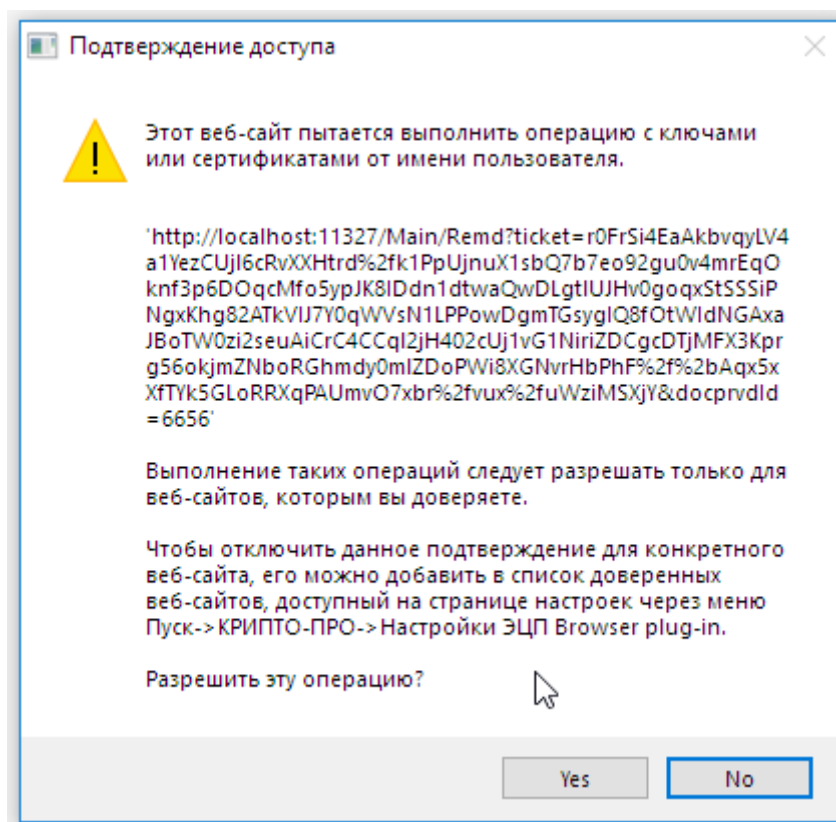 Подтверждение доступа
Этот веб-сайт пытается выполнить операцию с ключами
или сертификатами от имени пользователя.
'http://localhost:11327/Main/Remd?ticket=r0FrSi4EaAkbvqyLV4
a1YezCUjI6cRvXXHtrd%2fk1PpUjnuX1sbQ7b7eo92gu0v4mrEqO
knf3p6DOqcMfo5ypJK8IDdn1dtwaQwDLgtIUJHv0goqxStSSSiP
NgxKhg82ATkVIJ7Y0qWVsN1LPPowDgmTGsyglQ8fOtWIdNGAxa
JBoTW0zi2seuAiCrC4CCqI2jH402cUj1vG1NiriZDCgcDTjMFX3Kpr
g56okjmZNboRGhmdy0mIZDoPWi8XGNvrHbPhF%2f%2bAqx5x
XfTYk5GLoRRXqPAUmvO7xbr%2fvux%2fuWziMSXjY&docprvdId
=6656'
Выполнение таких операций следует разрешать только для
веб-сайтов, которым вы доверяете.
Чтобы отключить данное подтверждение для конкретного
веб-сайта, его можно добавить в список доверенных
веб-сайтов, доступный на странице настроек через меню
Пуск->КРИПТО-ПРО->Настройки ЭЦП Browser plug-in.
Разрешить эту операцию?
Yes
No